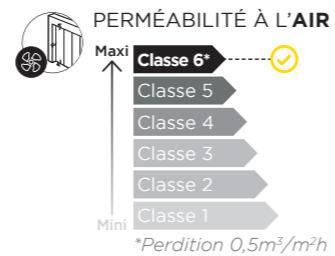 PERMÉABILITÉ À L'AIR
Maxi
Classe 6*
Classe 5
Classe 4
Classe 3
Classe 2
Classe 1
Mini
*Perdition 0,5m³/m²h